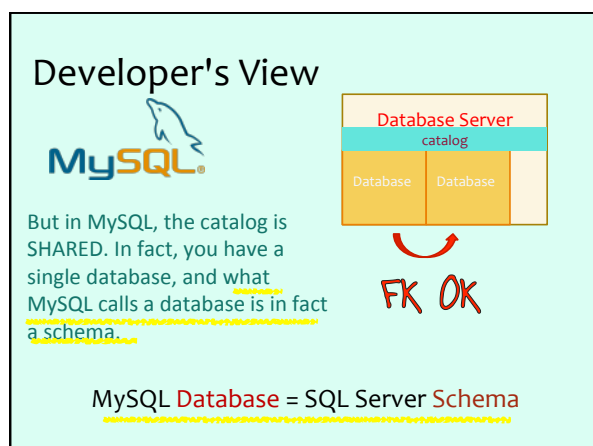 Developer's View
MySQL®
But in MySQL, the catalog is
SHARED. In fact, you have a
single database, and what
MySQL calls a database is in fact
a schema.
Database Server
catalog
Database Database
FK OK
MySQL Database = SQL Server Schema